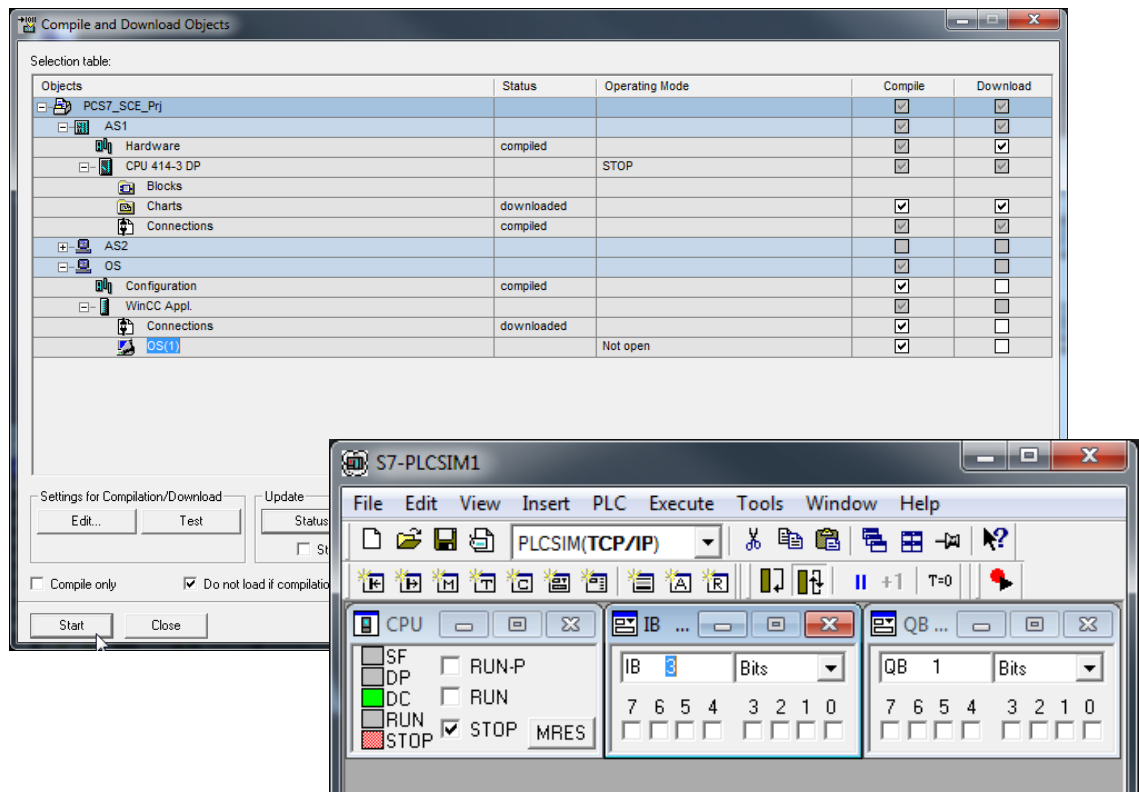 Compile and Download Objects
Selection table:
Objects Status Operating Mode Compile Download
PCS7_SCE_Prj
AS1
Hardware compiled
CPU 414-3 DP STOP
Blocks
Charts downloaded
Connections compiled
AS2
OS
Configuration compiled
WinCC Appl.
Connections downloaded
OS(1) Not open
Settings for Compilation/Download Update
Edit... Test Status
St
Compile only Do not load if compilatio
Start Close
S7-PLCSIM1
File Edit View Insert PLC Execute Tools Window Help
PLCSIM(TCP/IP)
+1 T=0
CPU IB ... QB ...
SF
DP
DC
RUN
STOP
RUN-P
RUN
STOP MRES
IB 3 Bits
7 6 5 4 3 2 1 0
QB 1 Bits
7 6 5 4 3 2 1 0